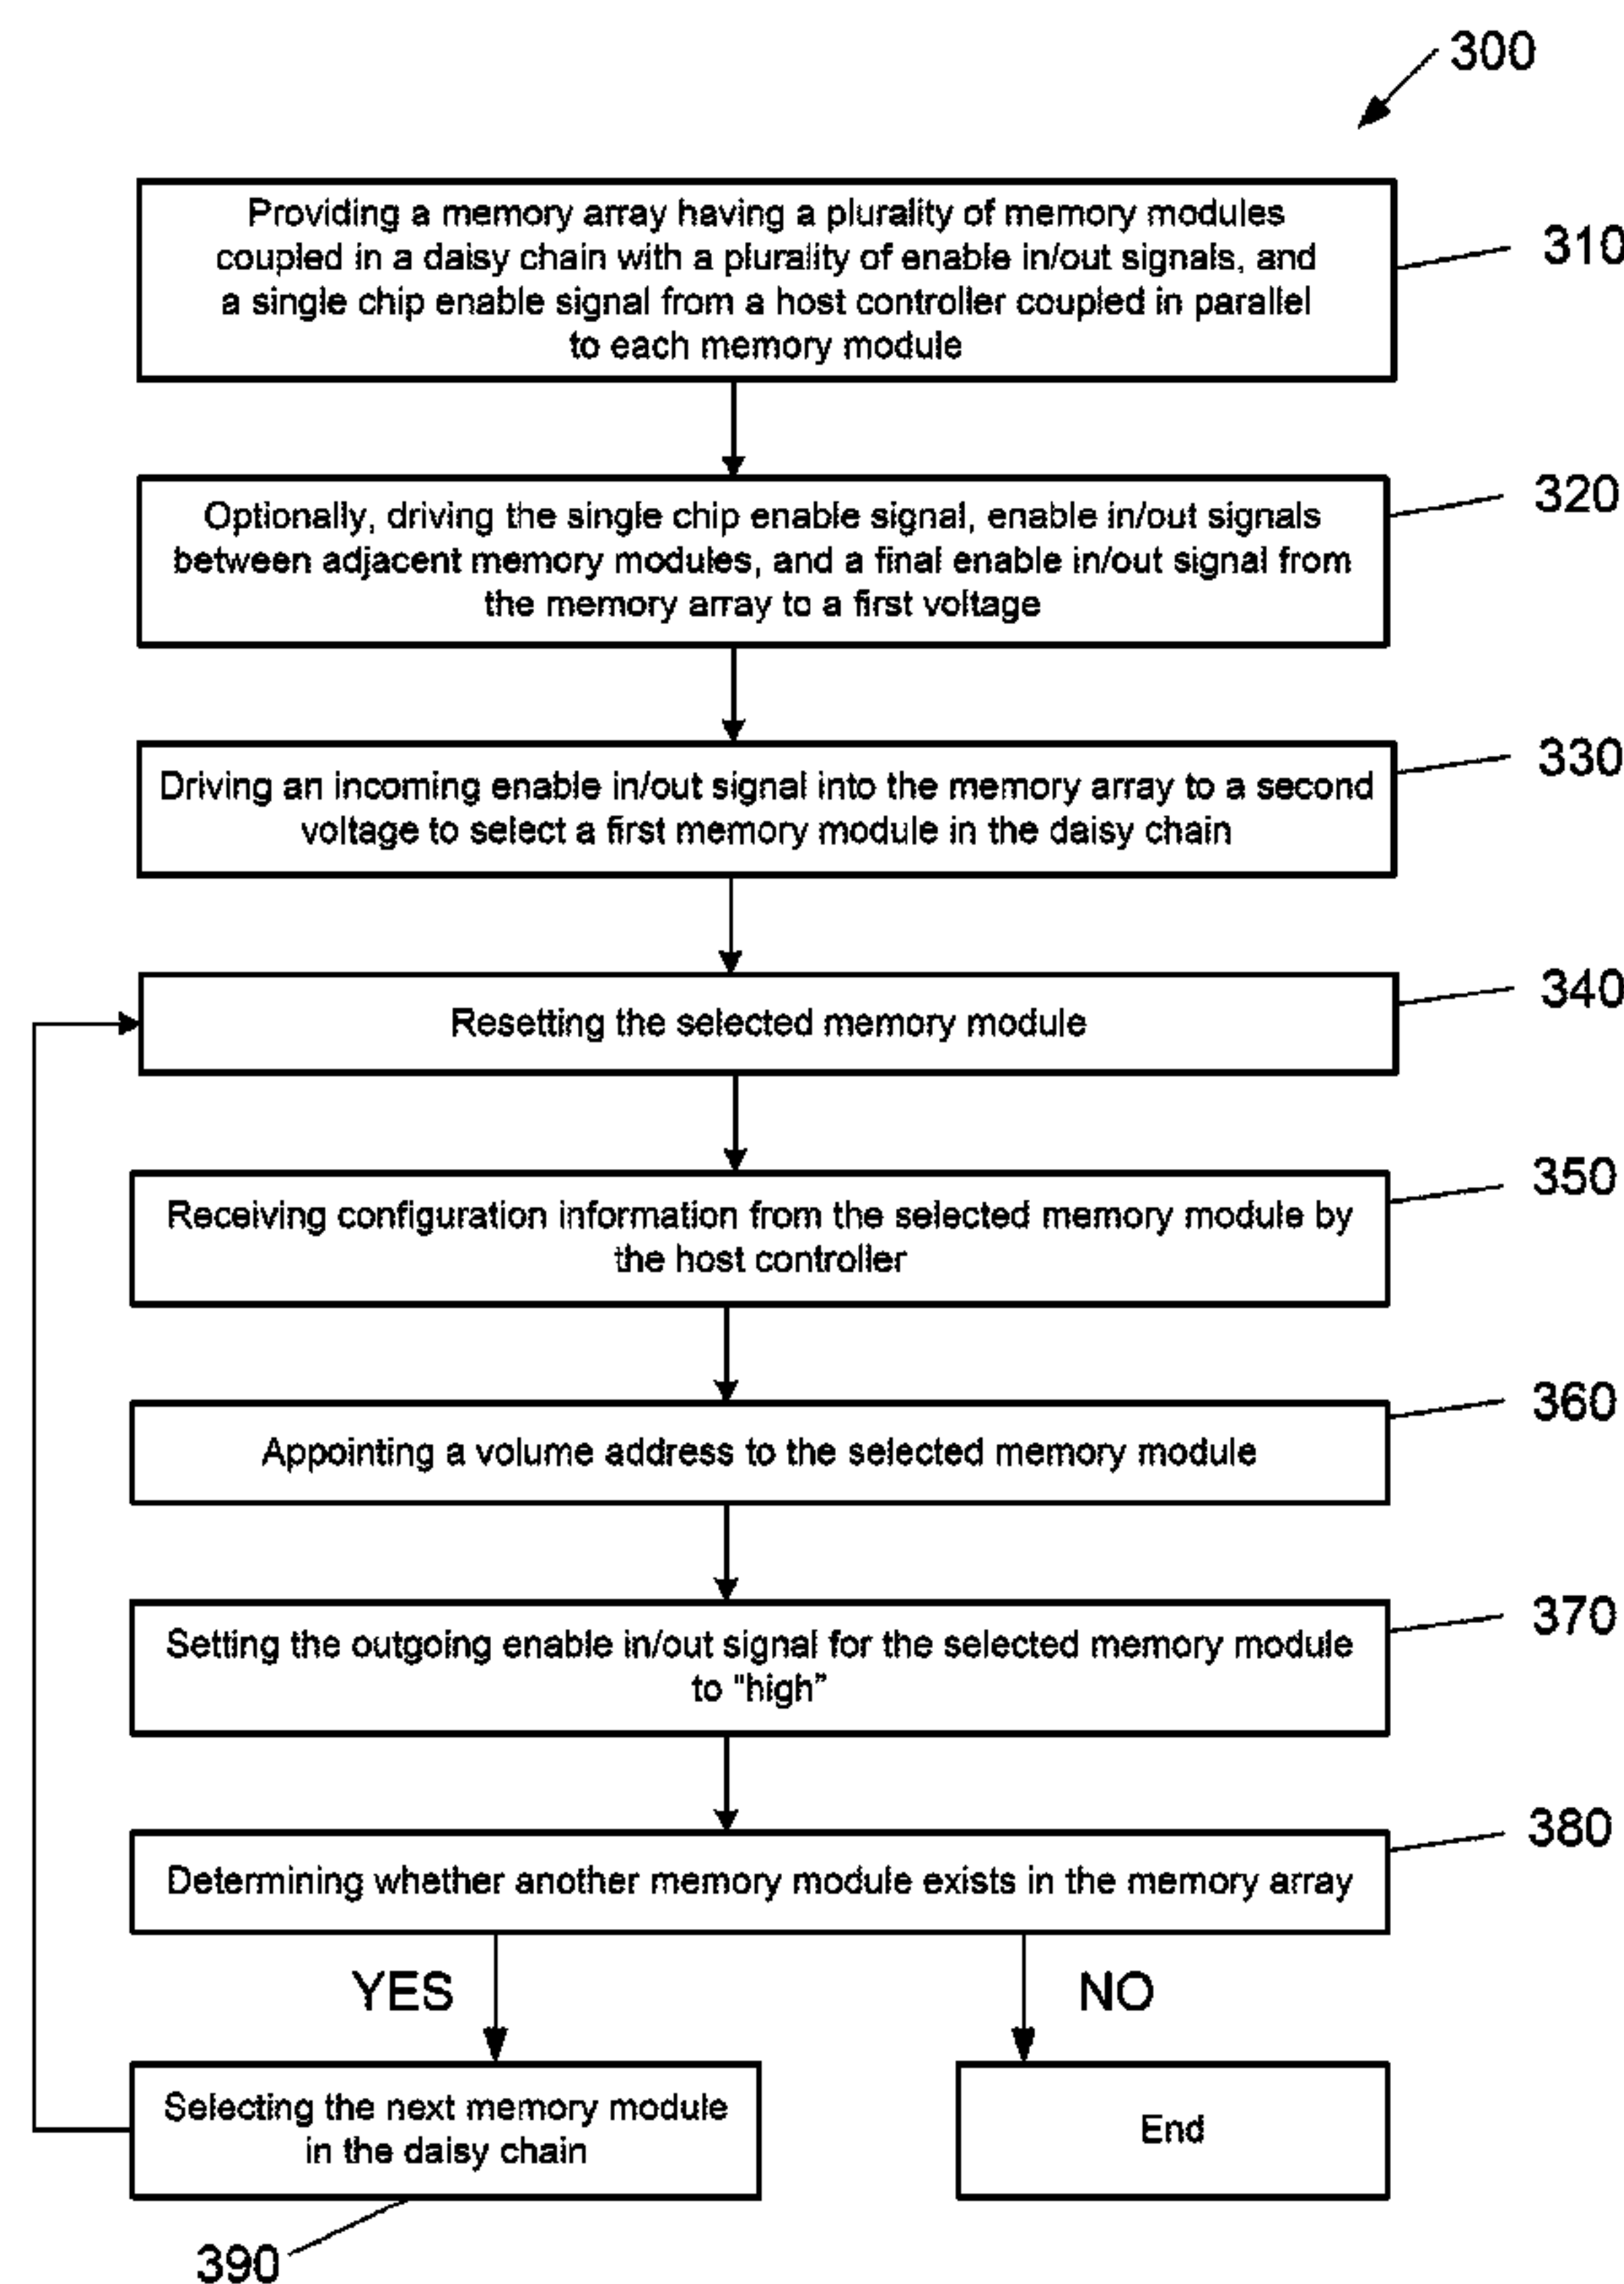 300
Providing a memory array having a plurality of memory modules
coupled in a daisy chain with a plurality of enable in/out signals, and
a single chip enable signal from a host controller coupled in parallel
to each memory module
310
Optionally, driving the single chip enable signal, enable in/out signals
between adjacent memory modules, and a final enable in/out signal from
the memory array to a first voltage
320
Driving an incoming enable in/out signal into the memory array to a second
voltage to select a first memory module in the daisy chain
330
Resetting the selected memory module
340
Receiving configuration information from the selected memory module by
the host controller
350
Appointing a volume address to the selected memory module
360
Setting the outgoing enable in/out signal for the selected memory module
to "high”
370
Determining whether another memory module exists in the memory array
380
YES
NO
Selecting the next memory module
in the daisy chain
End
390